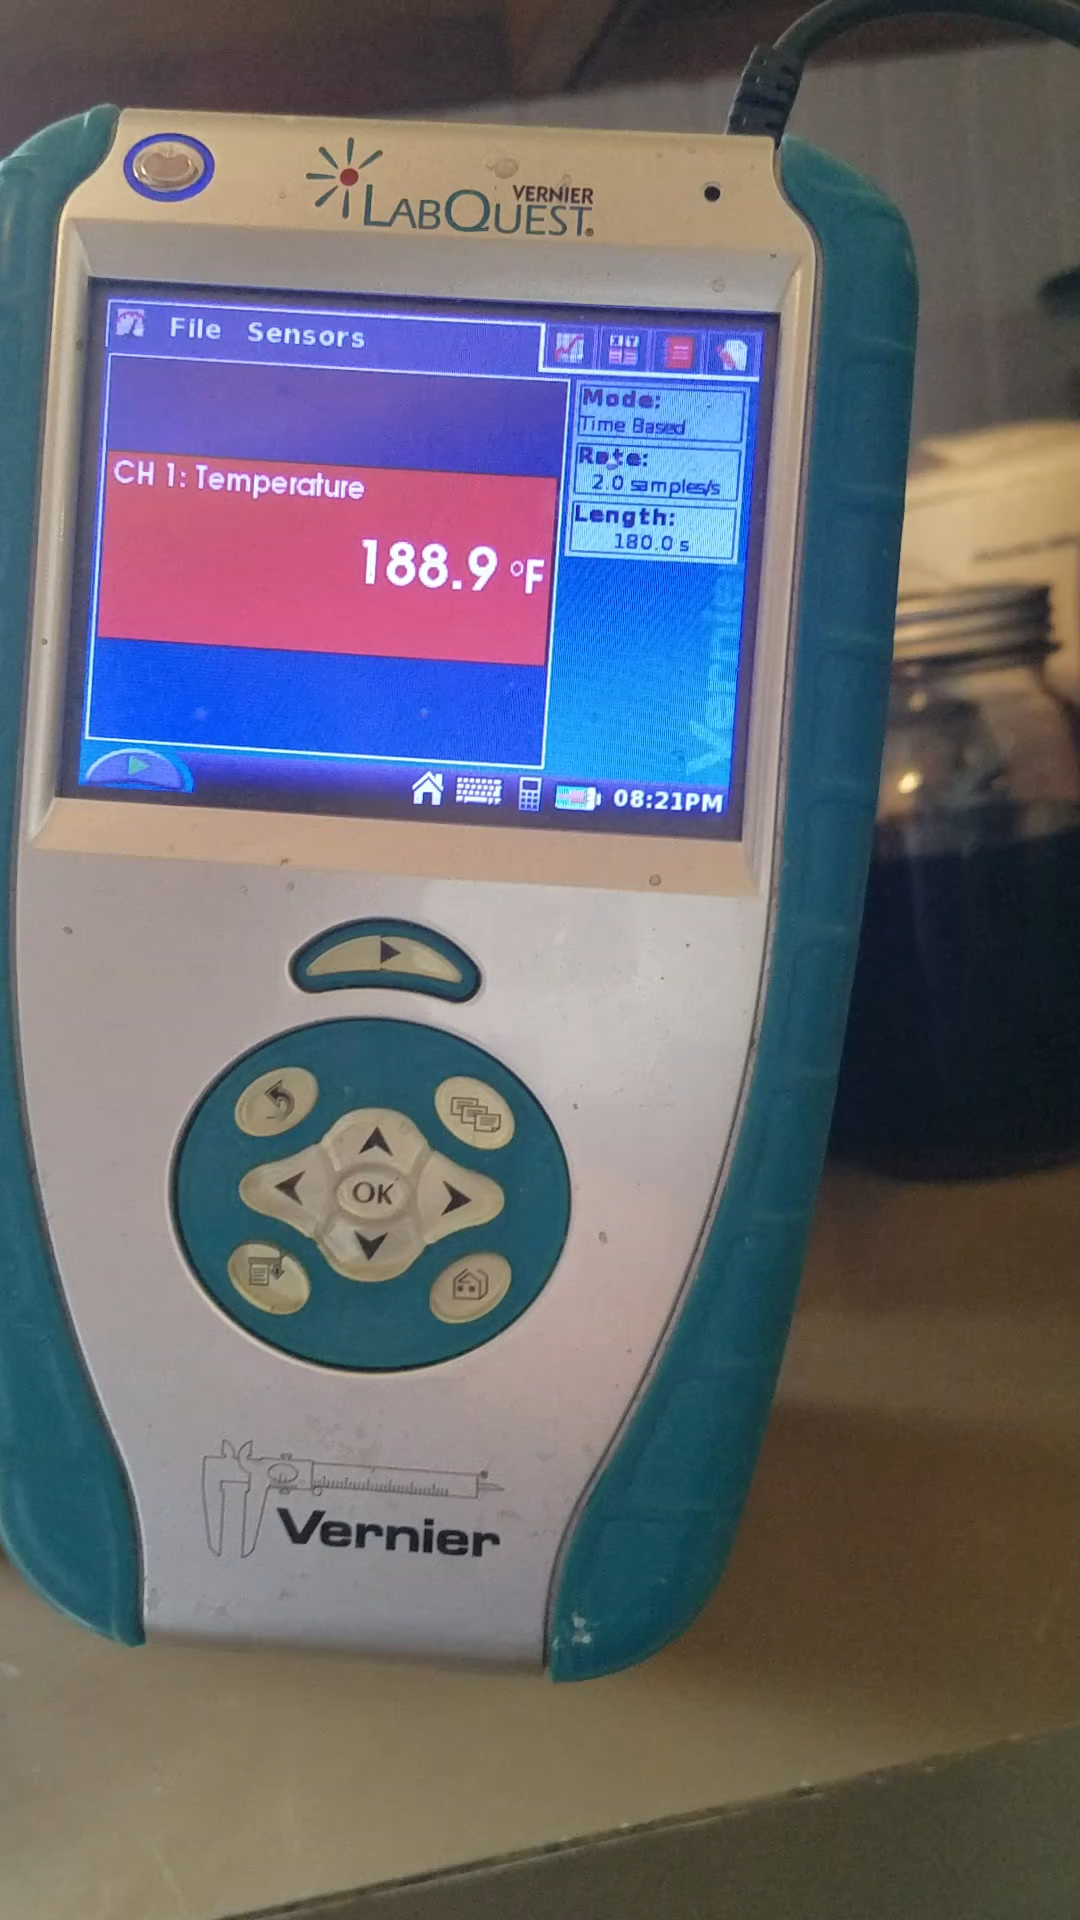 VERNIER
LABQUEST®
File Sensors
Mode:
Time Based
Rate:
2.0 samples/s
Length:
180.0 s
CH 1: Temperature
188.9 °F
Vernier
08:21PM
OK
Vernier